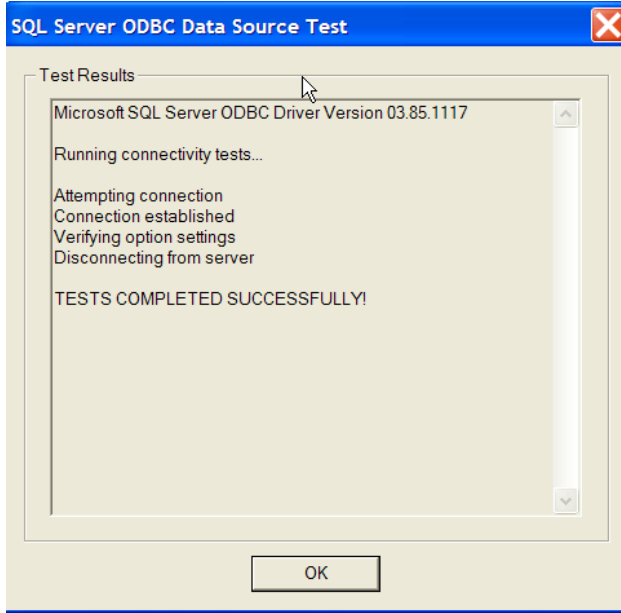 SQL Server ODBC Data Source Test
Test Results
Microsoft SQL Server ODBC Driver Version 03.85.1117
Running connectivity tests...
Attempting connection
Connection established
Verifying option settings
Disconnecting from server
TESTS COMPLETED SUCCESSFULLY!
OK